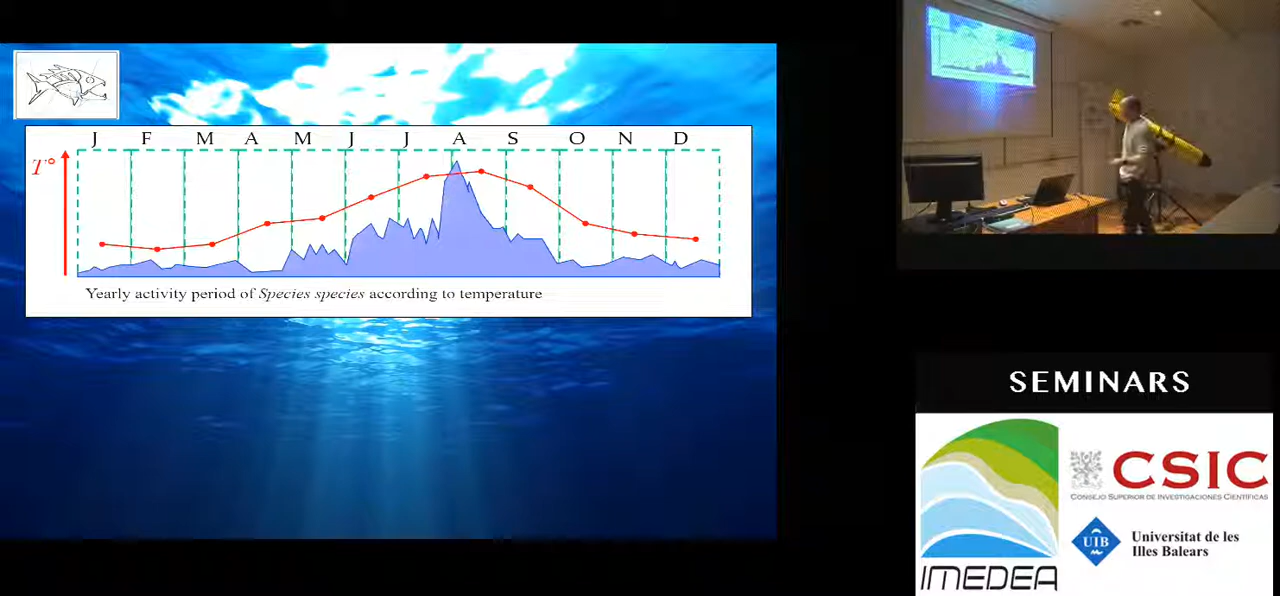 J F M A M J J A S O N D
T°
Yearly activity period of Species species according to temperature
SEMINARS
IMEDEA
CSIC
CONSEJO SUPERIOR DE INVESTIGACIONES CIENTÍFICAS
UIB
Universitat de les
Illes Balears